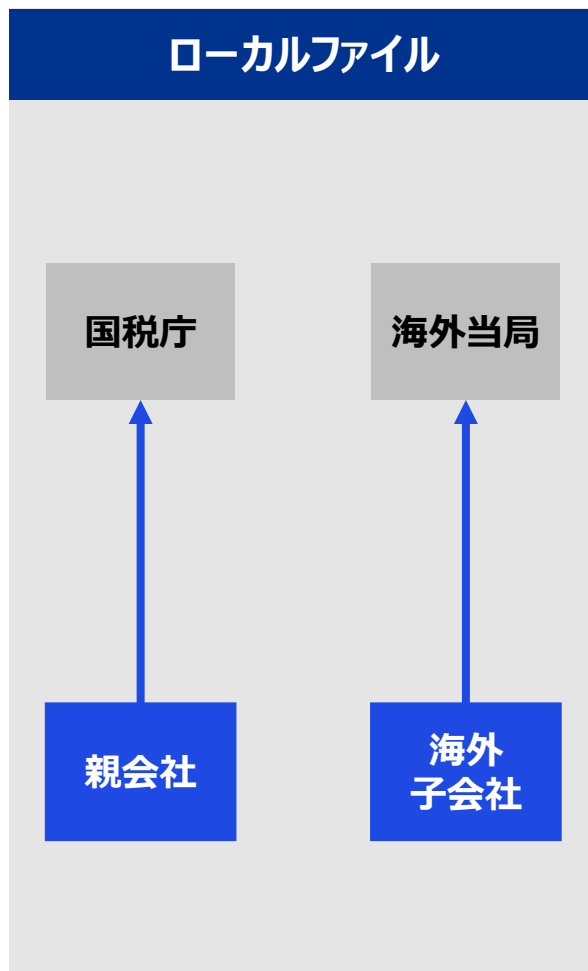 ローカルファイル
国税庁
海外当局
親会社
海外
子会社